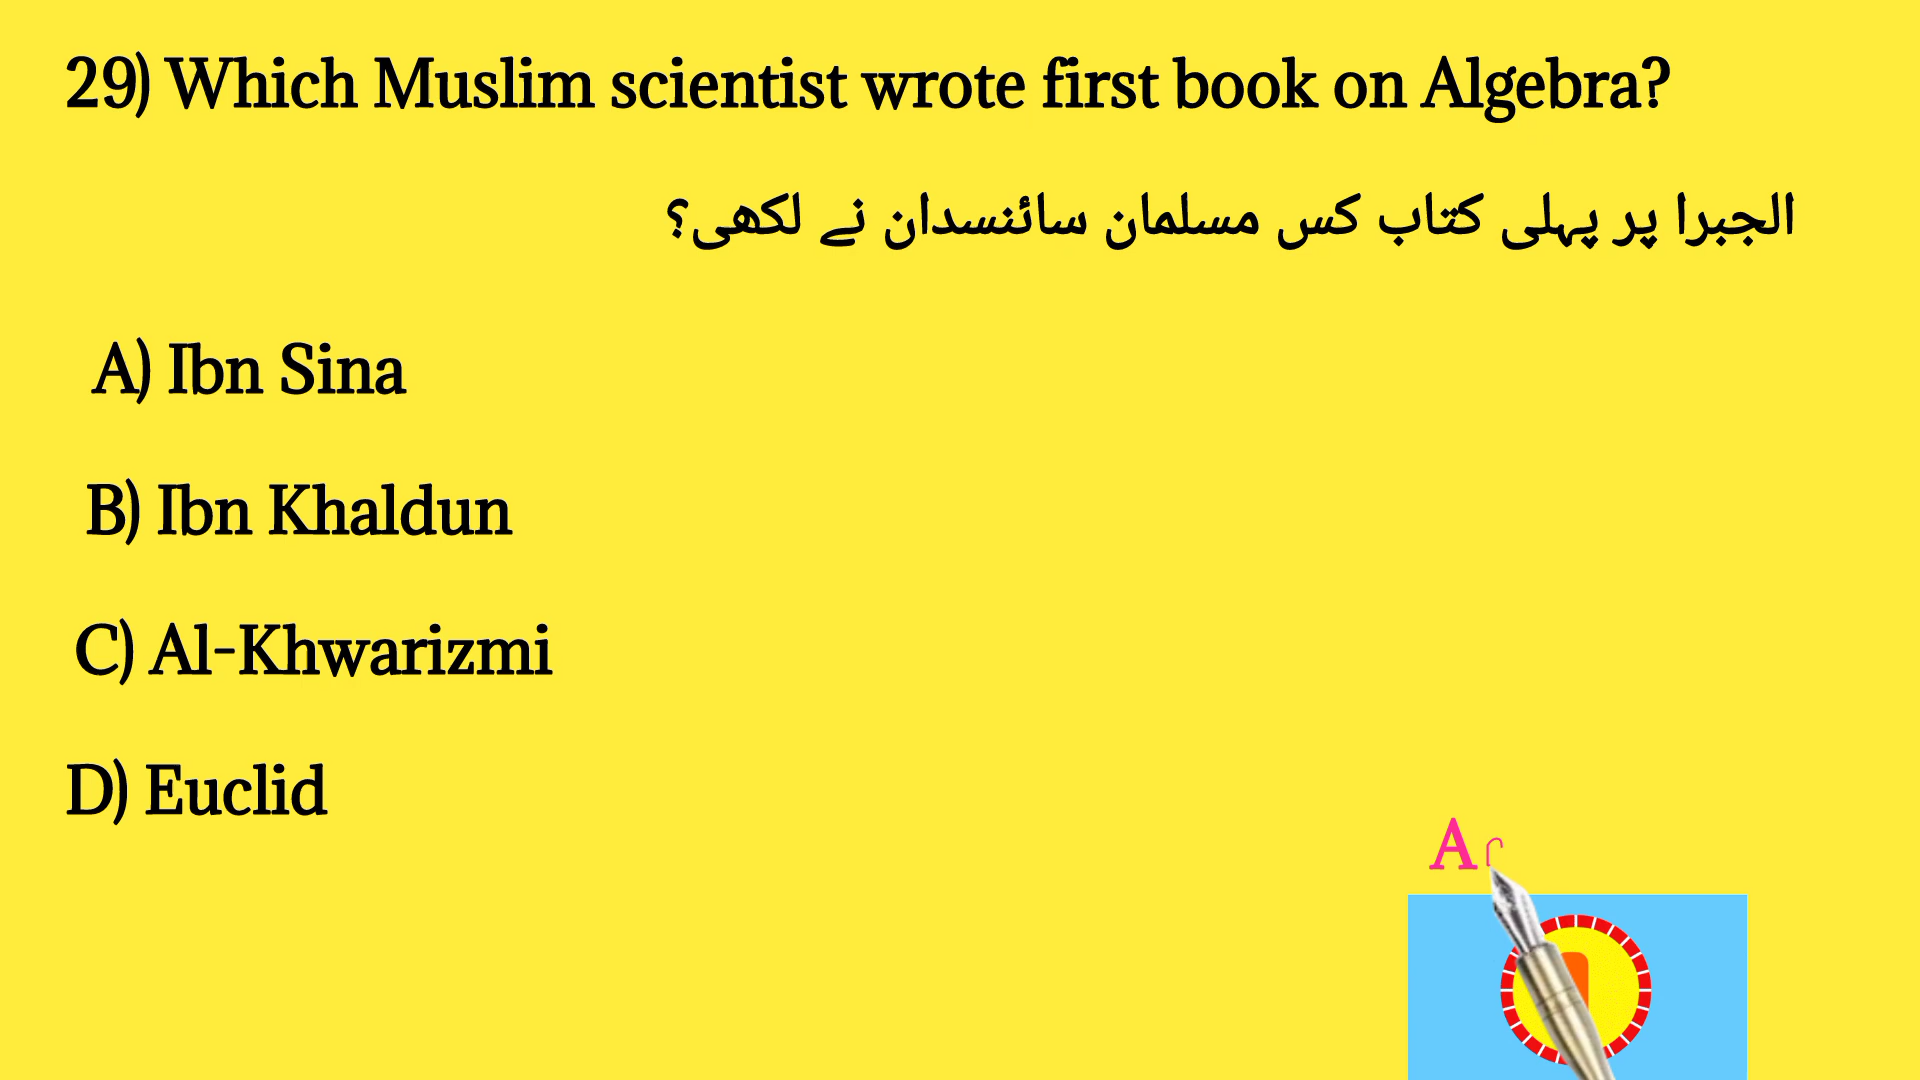 29) Which Muslim scientist wrote first book on Algebra?
الجبرا پر پہلی کتاب کس مسلمان سائنسدان نے لکھی؟
A) Ibn Sina
B) Ibn Khaldun
C) Al-Khwarizmi
D) Euclid
A